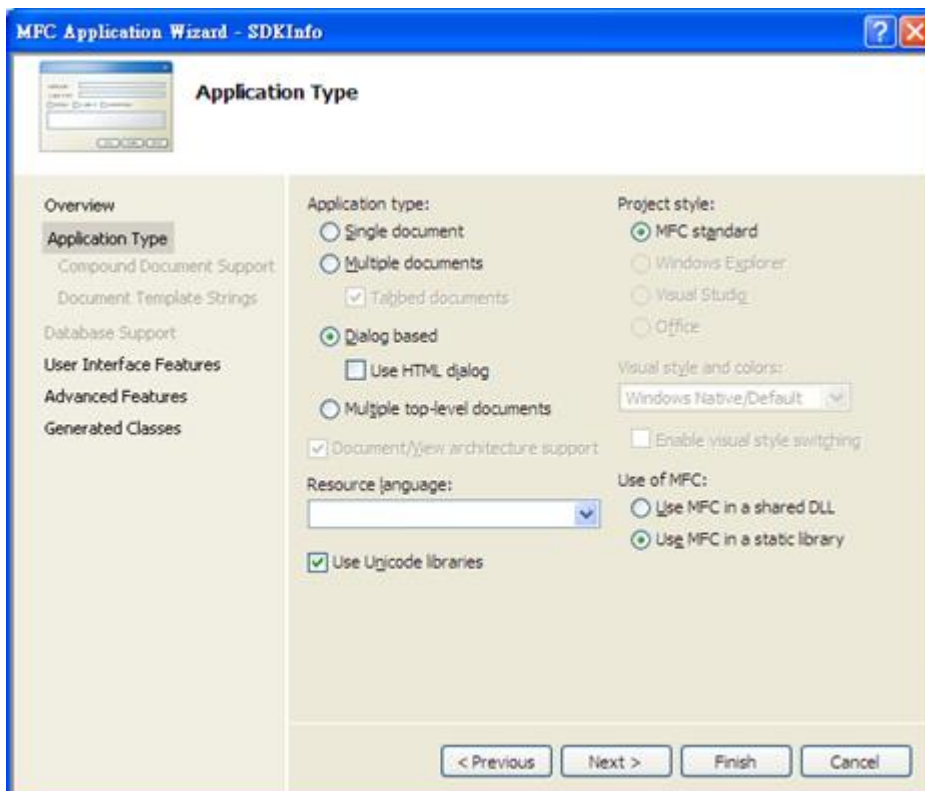 MFC Application Wizard - SDKInfo
Application Type
Overview
Application Type
Compound Document Support
Document Template Strings
Database Support
User Interface Features
Advanced Features
Generated Classes
Application type:
Single document
Multiple documents
Tabbed documents
Dialog based
Use HTML dialog
Multiple top-level documents
Document/View architecture support
Resource language:
Use Unicode libraries
Project style:
MFC standard
Windows Explorer
Visual Studio
Office
Visual style and colors:
Windows Native/Default
Enable visual style switching
Use of MFC:
Use MFC in a shared DLL
Use MFC in a static library
< Previous
Next >
Finish
Cancel